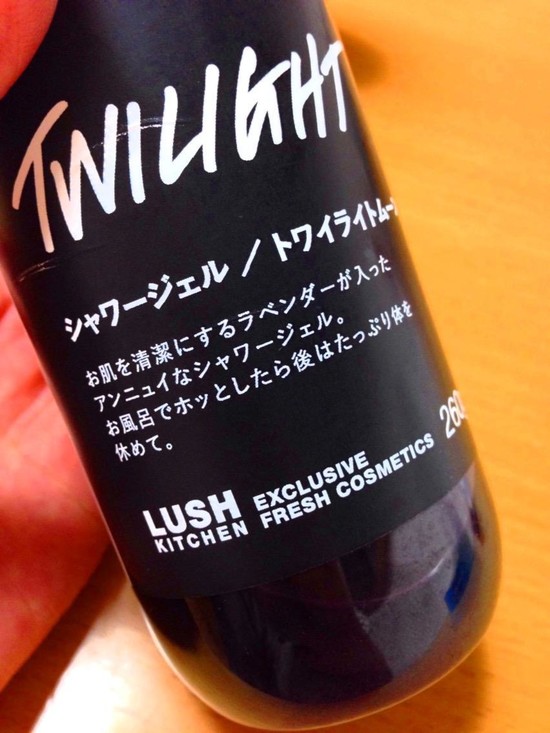 TWILIGHT
シャワージェル / トワイライトムー
お肌を清潔にするラベンダーが入った
アンニュイなシャワージェル。
お風呂でホッとしたら後はたっぷり体を
休めて。
260
LUSH EXCLUSIVE
KITCHEN FRESH COSMETICS